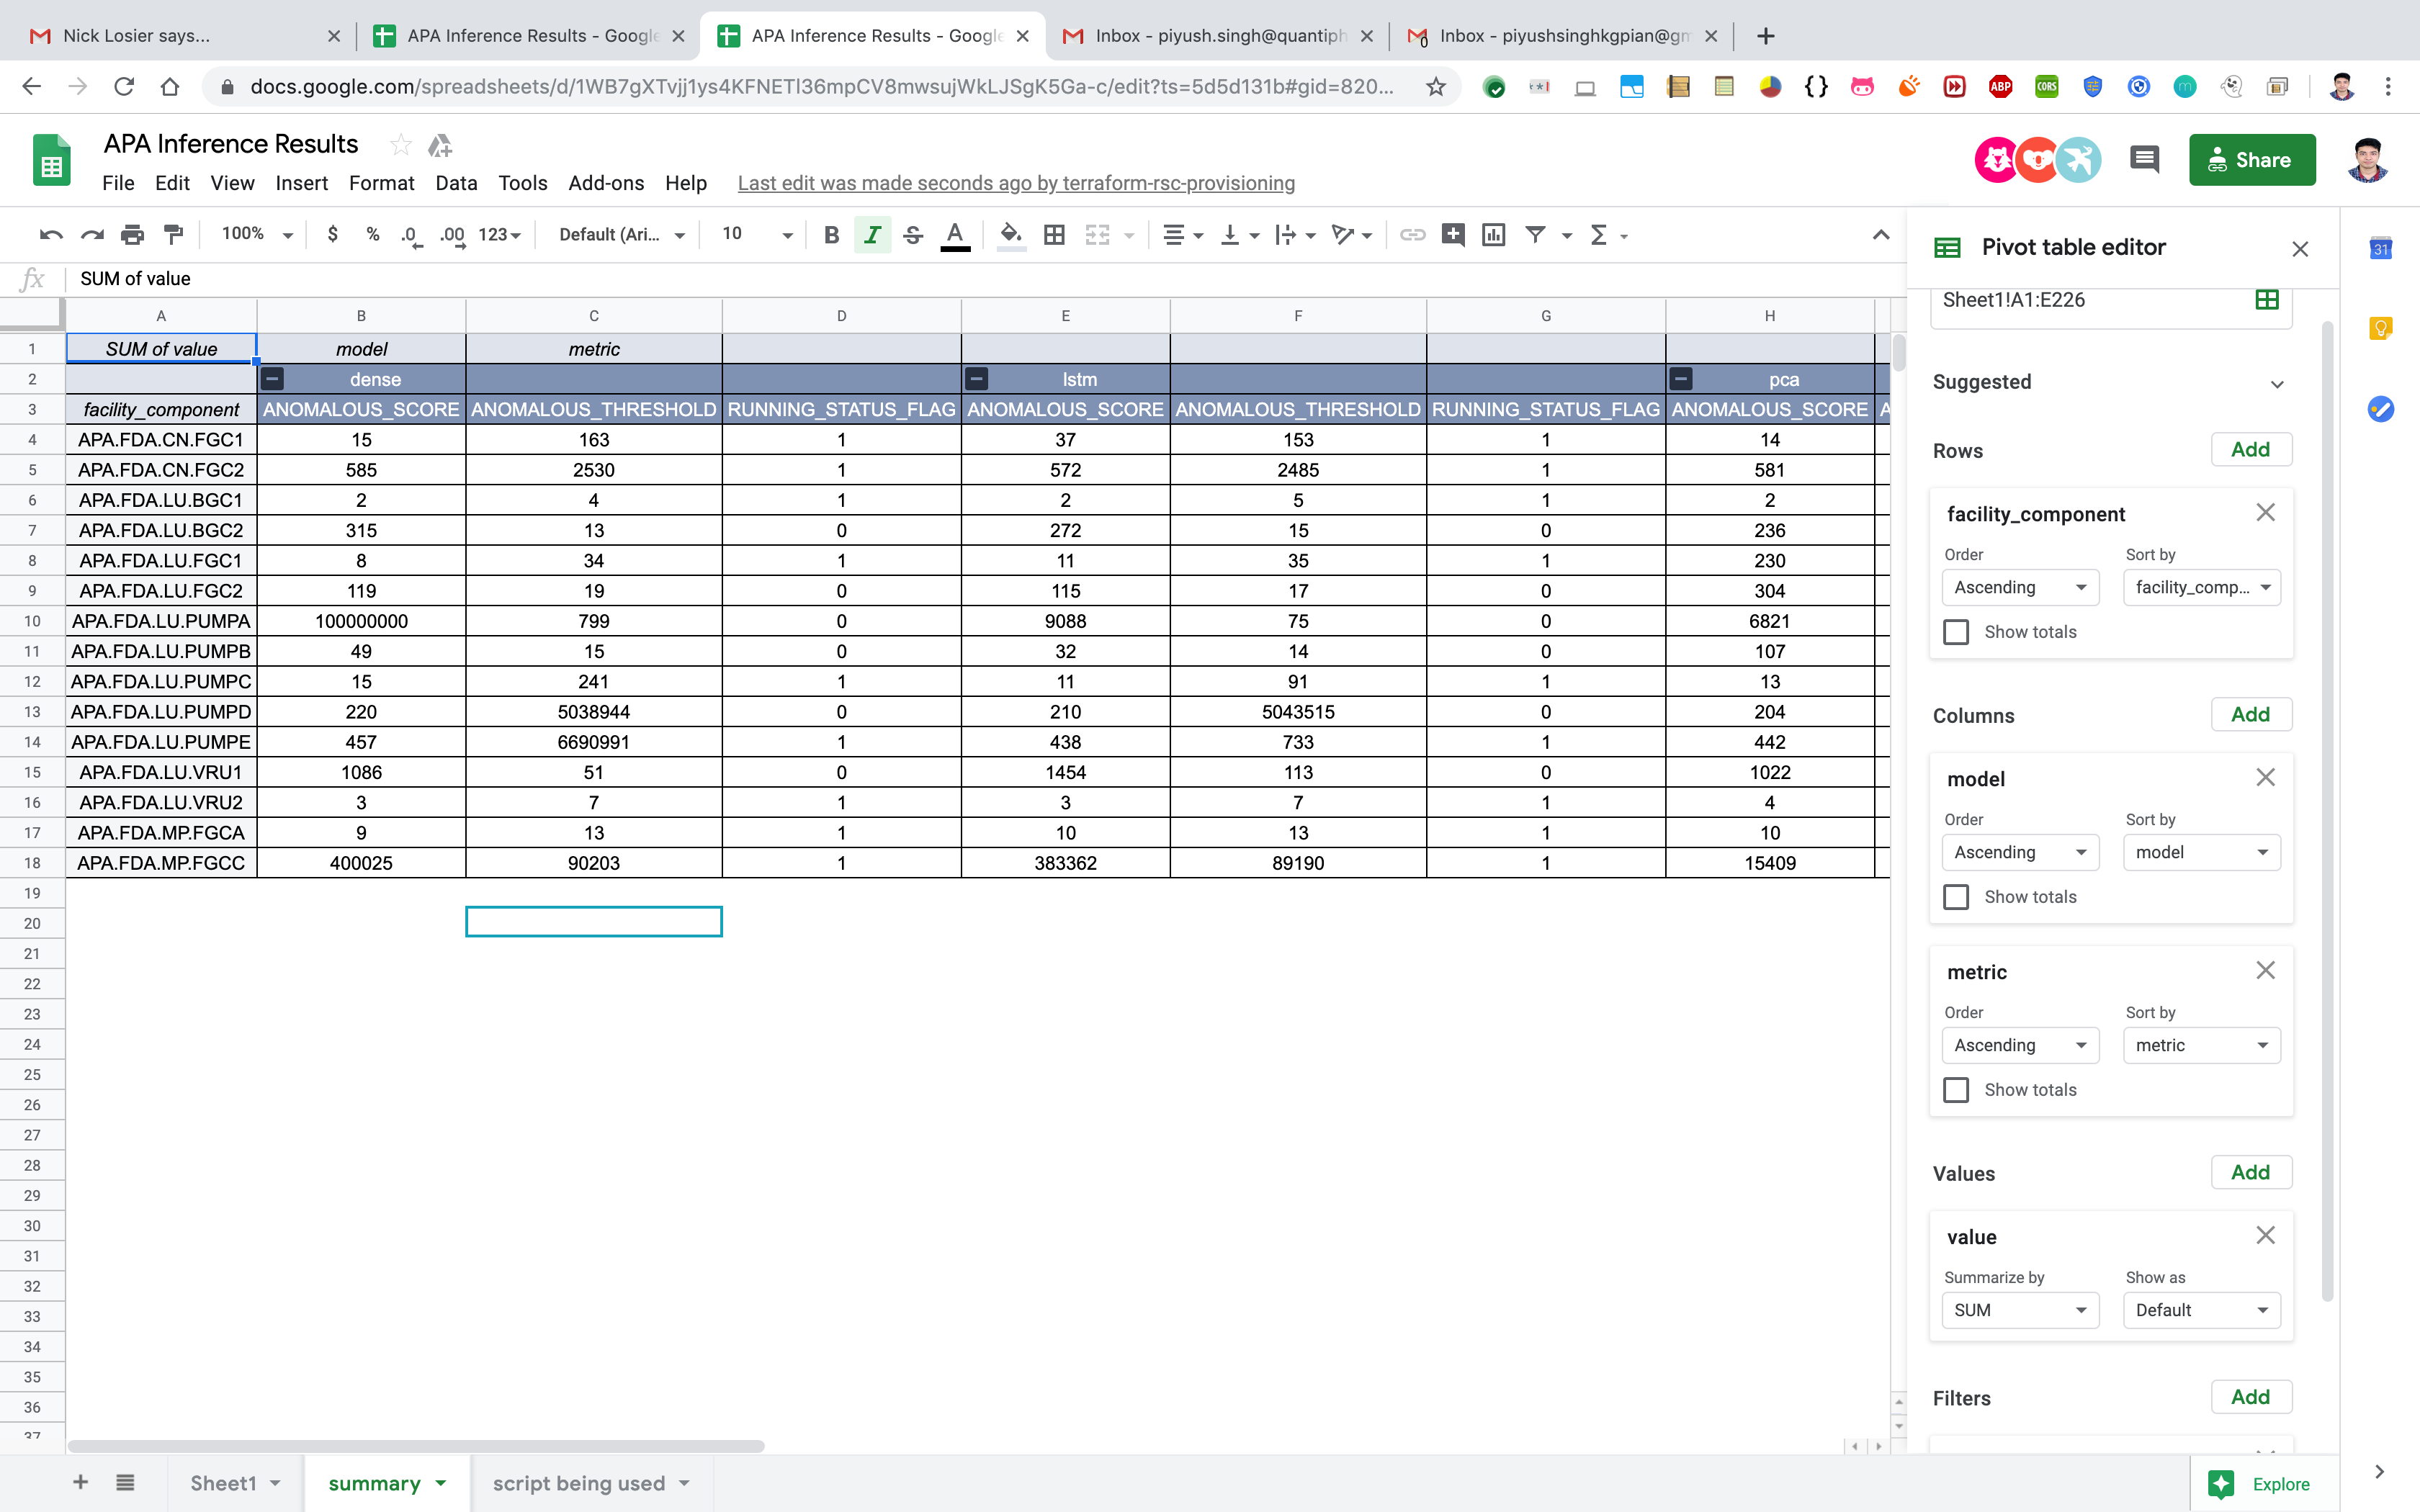 Nick Losier says...
APA Inference Results - Google
APA Inference Results - Google
Inbox - piyush.singh@quantiph
Inbox - piyushsinghkgpian@gm
docs.google.com/spreadsheets/d/1WB7gXTvjj1ys4KFNETl36mpCV8mwsujWkLJSgK5Ga-c/edit?ts=5d5d131b#gid=820...
ABP
CORS
APA Inference Results
Share
File Edit View Insert Format Data Tools Add-ons Help Last edit was made seconds ago by terraform-rsc-provisioning
100% $ % .0 .00 123 Default (Ari... 10 B I S A
fx SUM of value
Pivot table editor
31
Sheet1!A1:E226
A B C D E F G H
1 SUM of value model metric
2 dense lstm pca
3 facility_component ANOMALOUS_SCORE ANOMALOUS_THRESHOLD RUNNING_STATUS_FLAG ANOMALOUS_SCORE ANOMALOUS_THRESHOLD RUNNING_STATUS_FLAG ANOMALOUS_SCORE A
4 APA.FDA.CN.FGC1 15 163 1 37 153 1 14
5 APA.FDA.CN.FGC2 585 2530 1 572 2485 1 581
6 APA.FDA.LU.BGC1 2 4 1 2 5 1 2
7 APA.FDA.LU.BGC2 315 13 0 272 15 0 236
8 APA.FDA.LU.FGC1 8 34 1 11 35 1 230
9 APA.FDA.LU.FGC2 119 19 0 115 17 0 304
10 APA.FDA.LU.PUMPA 100000000 799 0 9088 75 0 6821
11 APA.FDA.LU.PUMPB 49 15 0 32 14 0 107
12 APA.FDA.LU.PUMPC 15 241 1 11 91 1 13
13 APA.FDA.LU.PUMPD 220 5038944 0 210 5043515 0 204
14 APA.FDA.LU.PUMPE 457 6690991 1 438 733 1 442
15 APA.FDA.LU.VRU1 1086 51 0 1454 113 0 1022
16 APA.FDA.LU.VRU2 3 7 1 3 7 1 4
17 APA.FDA.MP.FGCA 9 13 1 10 13 1 10
18 APA.FDA.MP.FGCC 400025 90203 1 383362 89190 1 15409
19
20
21
22
23
24
25
26
27
28
29
30
31
32
33
34
35
36
37
Suggested
Rows Add
facility_component
Order Sort by
Ascending facility_comp...
Show totals
Columns Add
model
Order Sort by
Ascending model
Show totals
metric
Order Sort by
Ascending metric
Show totals
Values Add
value
Summarize by Show as
SUM Default
Filters Add
Sheet1 summary script being used
Explore